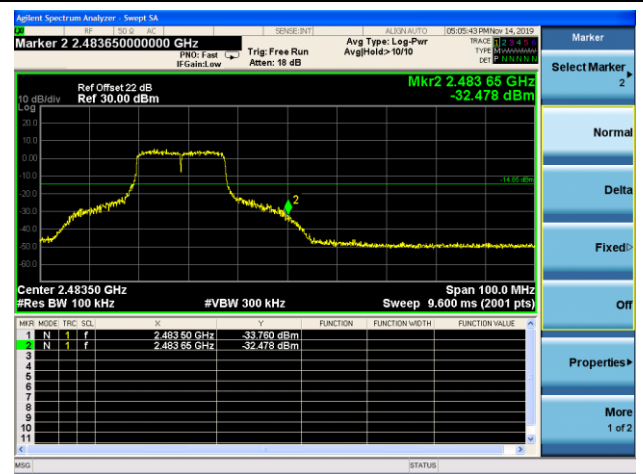 Agilent Spectrum Analyzer - Swept SA
RF 50 Ω AC SENSE:INT ALIGN AUTO 05:05:43 PM Nov 14, 2019
Marker 2 2.483650000000 GHz
PNO: Fast
IFGain:Low
Trig: Free Run
Atten: 18 dB
Avg Type: Log-Pwr
Avg|Hold:> 10/10
TRACE 1 2 3 4 5 6
TYPE M
DET P N N N N N
Mkr2 2.483 65 GHz
-32.478 dBm
Ref Offset 22 dB
10 dB/div Ref 30.00 dBm
Log
20.0
10.0
0.00
-10.0
-14.05 dBm
-20.0
-30.0
-40.0
-50.0
-60.0
2
Center 2.48350 GHz Span 100.0 MHz
#Res BW 100 kHz #VBW 300 kHz Sweep 9.600 ms (2001 pts)
MKR MODE TRC SCL X Y FUNCTION FUNCTION WIDTH FUNCTION VALUE
1 N 1 f 2.483 50 GHz -33.760 dBm
2 N 1 f 2.483 65 GHz -32.478 dBm
3
4
5
6
7
8
9
10
11
MSG STATUS
Marker
Select Marker
2
Normal
Delta
Fixed
Off
Properties
More
1 of 2